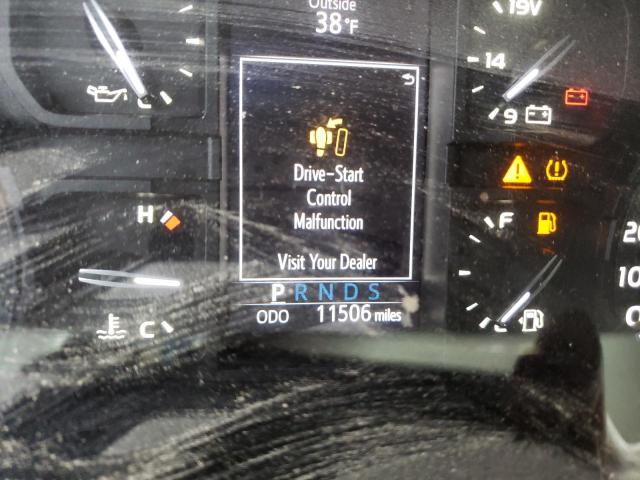 Outside
38°F
19V
14
9
Drive-Start
Control
Malfunction
Visit Your Dealer
H
F
P R N D S
C
ODO 11506 miles